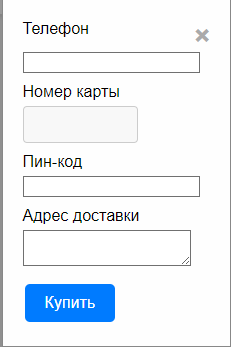 Телефон
Номер карты
Пин-код
Адрес доставки
Купить